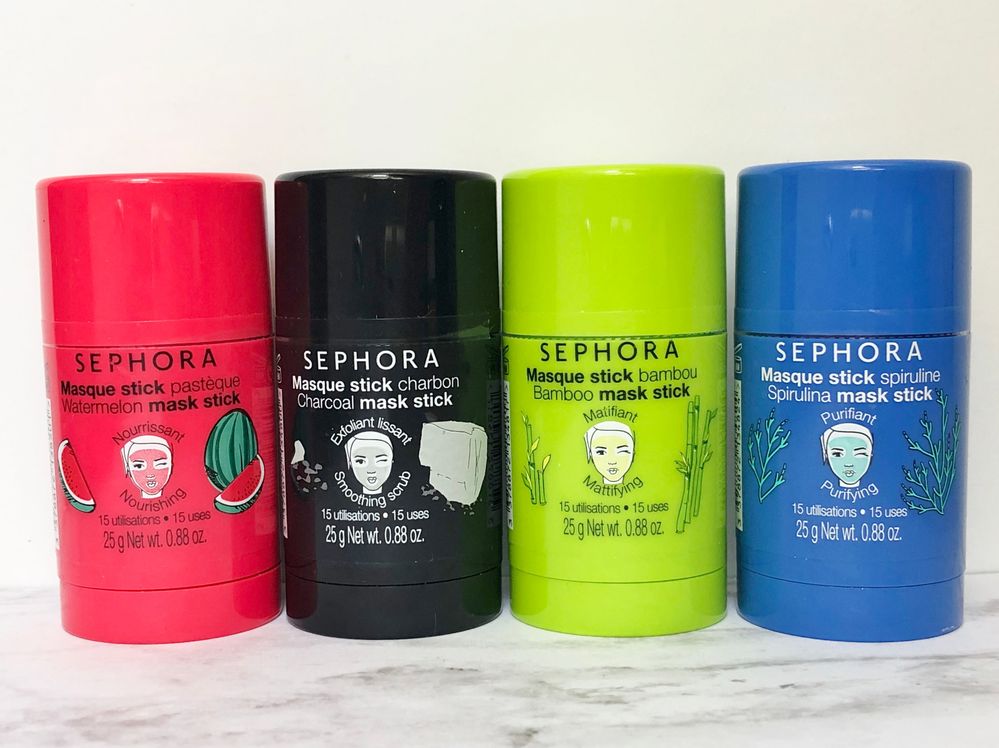 SEPHORA
Masque stick pastèque
Watermelon mask stick
Nourrissant
Nourishing
15 utilisations • 15 uses
25 g Net wt. 0.88 oz.
SEPHORA
Masque stick charbon
Charcoal mask stick
Exfoliant lissant
Smoothing scrub
15 utilisations • 15 uses
25 g Net wt. 0.88 oz.
SEPHORA
Masque stick bambou
Bamboo mask stick
Matifiant
Mattifying
15 utilisations • 15 uses
25 g Net wt. 0.88 oz.
SEPHORA
Masque stick spiruline
Spirulina mask stick
Purifiant
Purifying
15 utilisations • 15 uses
25 g Net wt. 0.88 oz.